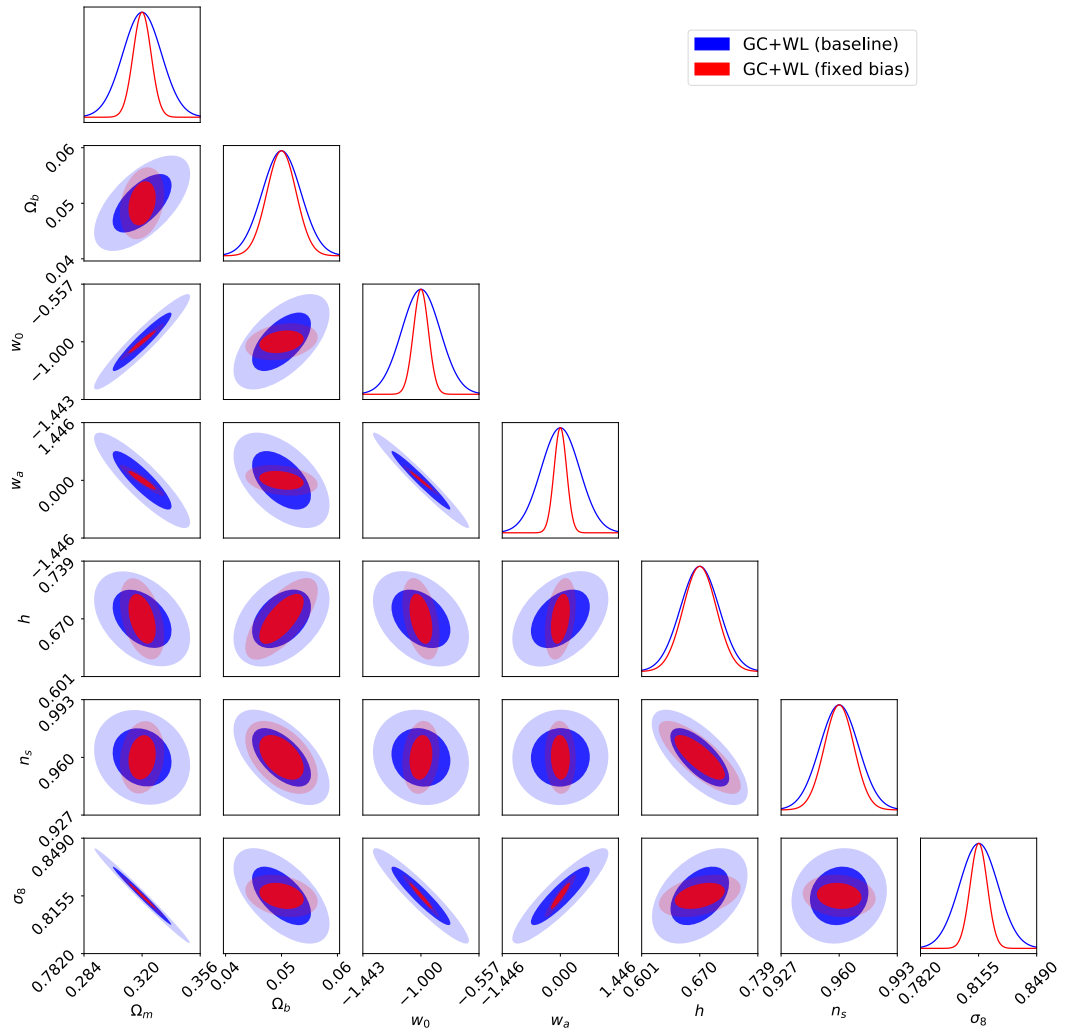 GC+WL (baseline)
GC+WL (fixed bias)
0.06
0.05
0.04
Ω_b
−0.557
−1.000
−1.443
w_0
1.446
0.000
−1.446
w_a
0.739
0.670
0.601
h
0.993
0.960
0.927
n_s
0.8490
0.8155
0.7820
σ_8
0.284 0.320 0.356
0.04 0.05 0.06
−1.443 −1.000 −0.557
−1.446 0.000 1.446
0.601 0.670 0.739
0.927 0.960 0.993
0.7820 0.8155 0.8490
Ω_m Ω_b w_0 w_a h n_s σ_8